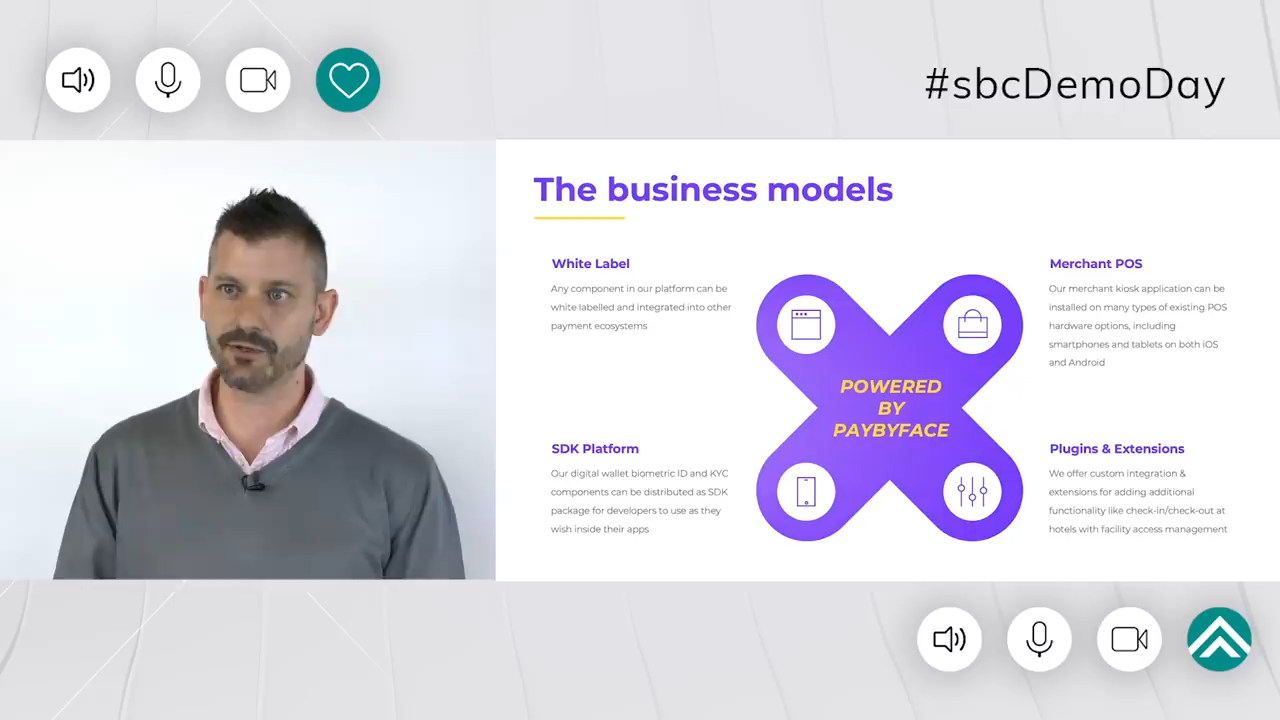 #sbcDemoDay
The business models
White Label
Any component in our platform can be
white labelled and integrated into other
payment ecosystems
Merchant POS
Our merchant kiosk application can be
installed on many types of existing POS
hardware options, including
smartphones and tablets on both iOS
and Android
POWERED
BY
PAYBYFACE
SDK Platform
Our digital wallet biometric ID and KYC
components can be distributed as SDK
package for developers to use as they
wish inside their apps
Plugins & Extensions
We offer custom integration &
extensions for adding additional
functionality like check-in/check-out at
hotels with facility access management